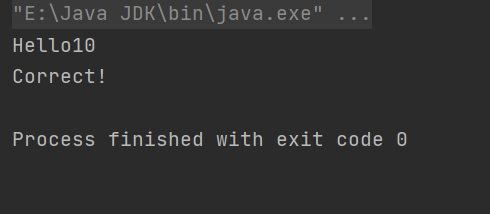 "E:\Java JDK\bin\java.exe" ...
Hello10
Correct!
Process finished with exit code 0